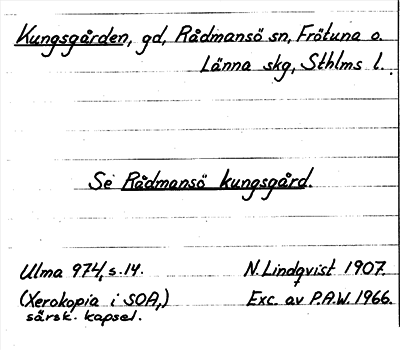 Kungsgården, gd, Rådmansö sn, Frötuna o.
Länna skg, Sthlms l.
Se Rådmansö kungsgård.
Ulma 974, s. 14. N. Lindqvist 1907.
(Xerokopia i SOA,) Exc. av P.A.W. 1966.
särsk. kapsel.